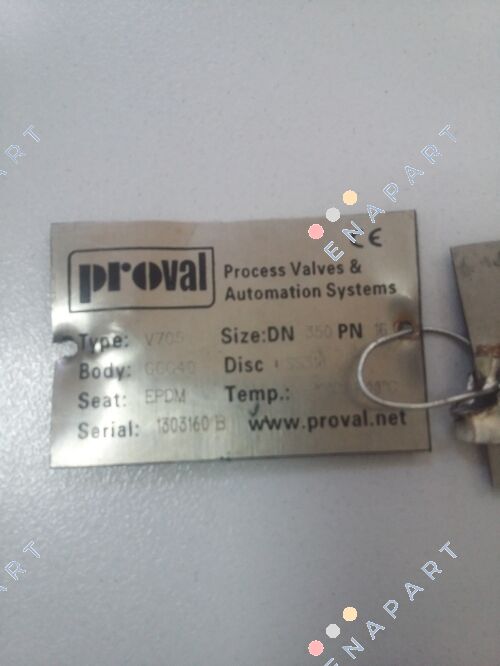 ENAPART
CE
proval
Process Valves &
Automation Systems
Type: V705 Size:DN 350 PN 16
Body: GGG40 Disc :
Seat: EPDM Temp.:
Serial: 1303160 B www.proval.net
ENAPART
ENAPART